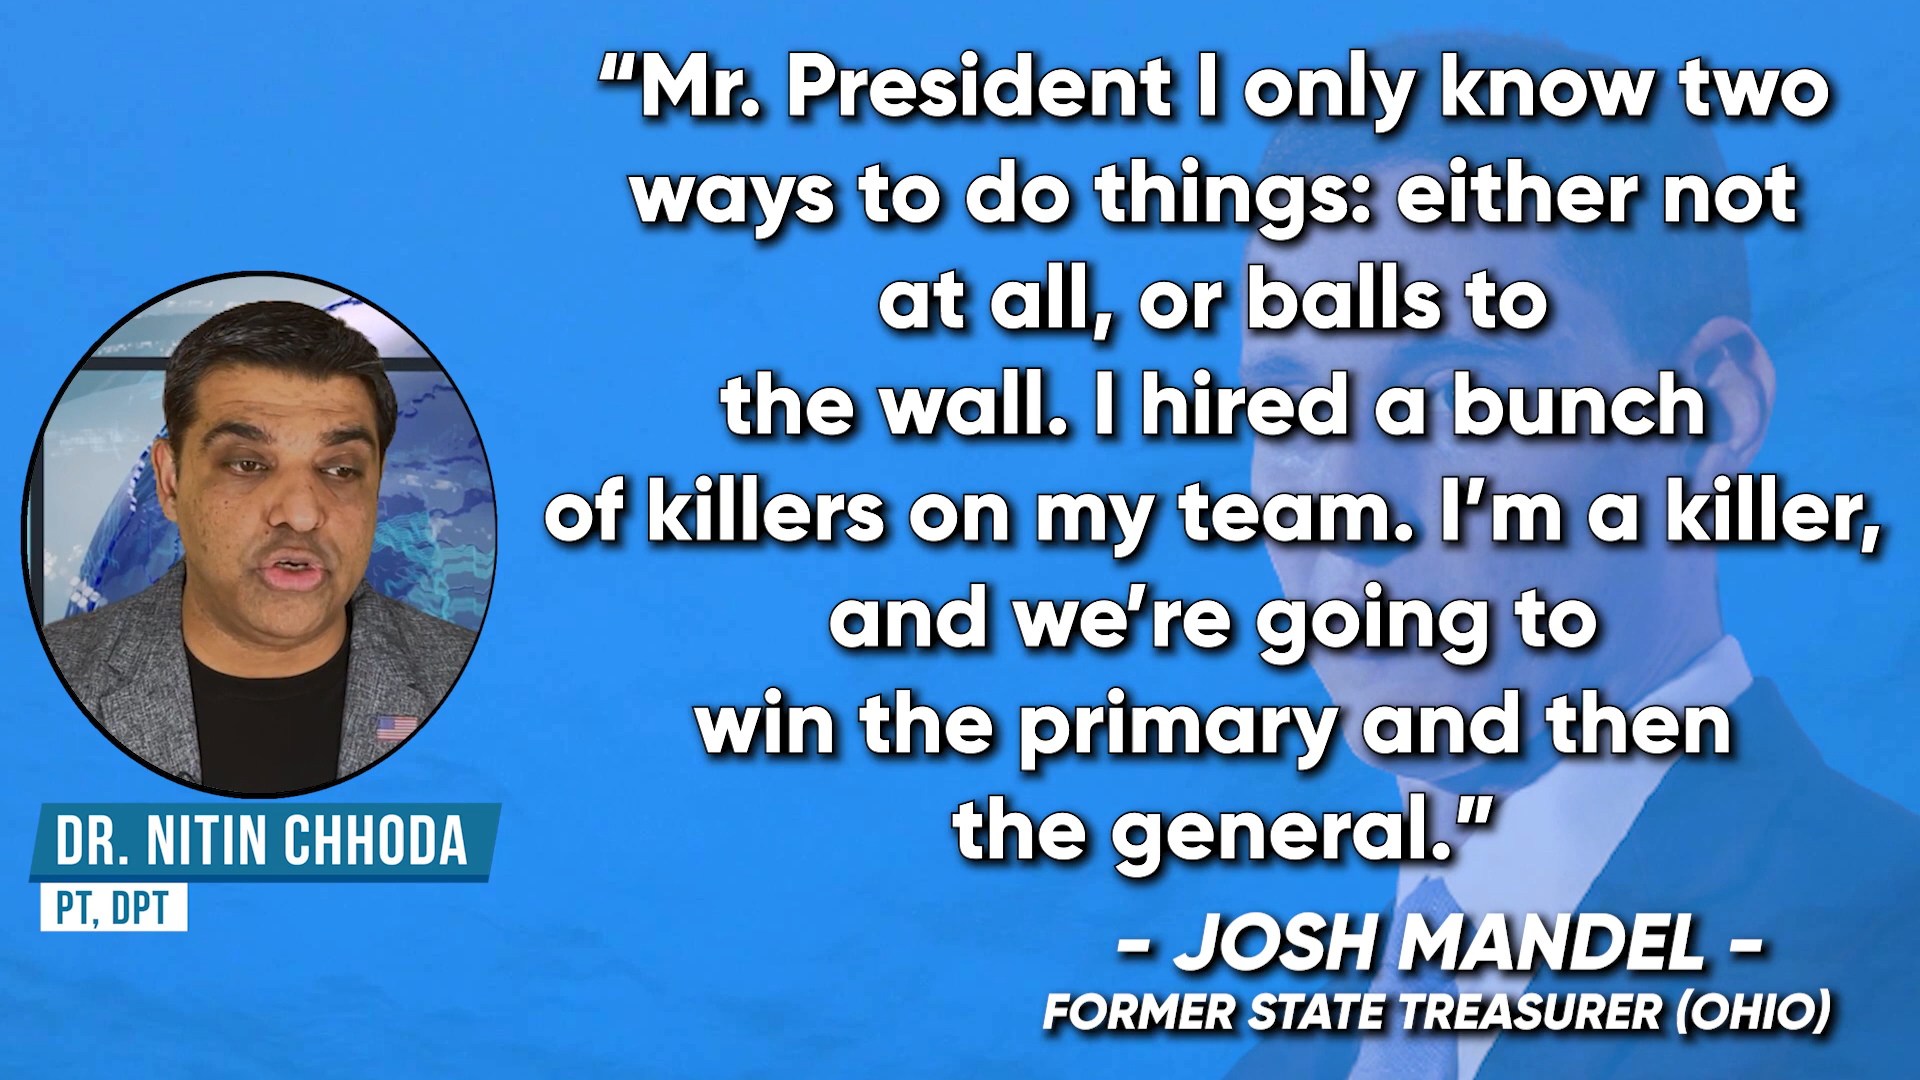 “Mr. President I only know two
ways to do things: either not
at all, or balls to
the wall. I hired a bunch
of killers on my team. I’m a killer,
and we’re going to
win the primary and then
the general.”
- JOSH MANDEL -
FORMER STATE TREASURER (OHIO)
DR. NITIN CHHODA
PT, DPT